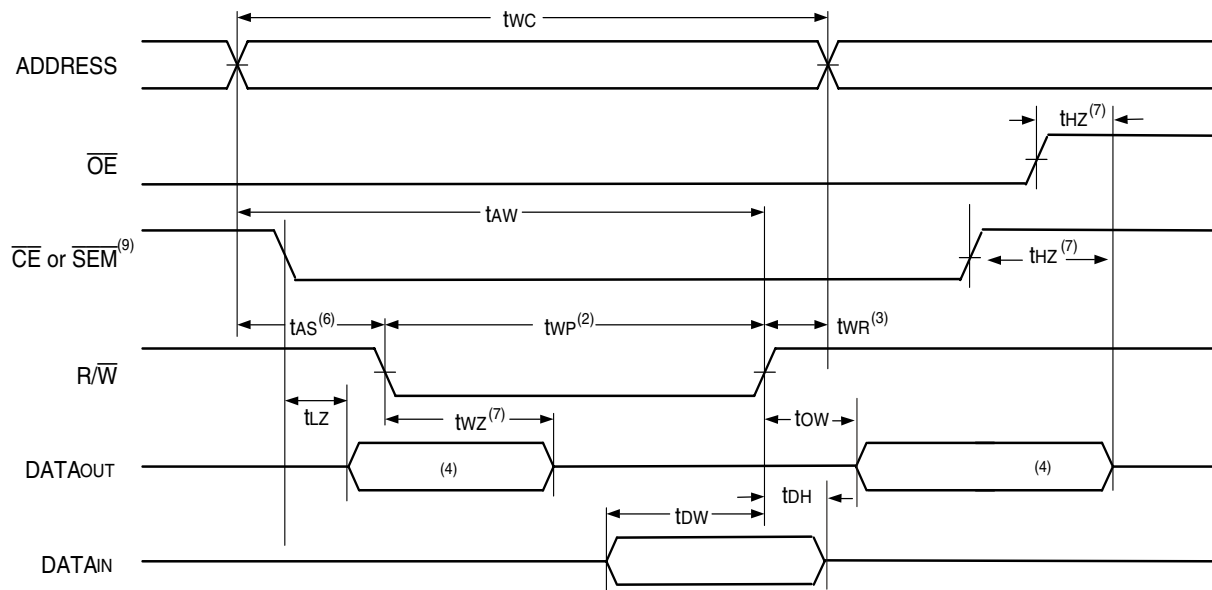 tWC
ADDRESS
tHZ(7)
OE
tAW
CE or SEM(9)
tHZ(7)
tAS(6)
tWP(2)
tWR(3)
R/W
tLZ
tWZ(7)
tOW
DATAOUT
(4)
(4)
tDH
tDW
DATAIN